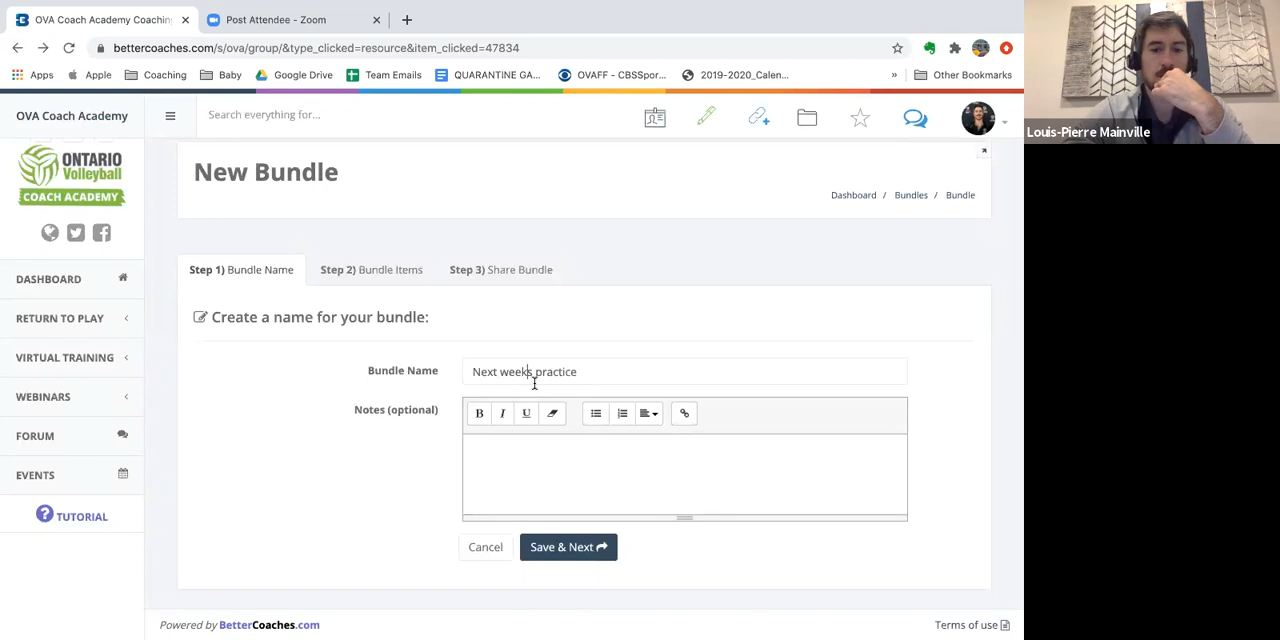 OVA Coach Academy Coaching
Post Attendee - Zoom
bettercoaches.com/s/ova/group/&type_clicked=resource&item_clicked=47834
Apps
Apple
Coaching
Baby
Google Drive
Team Emails
QUARANTINE GA...
OVAFF - CBSSpor...
2019-2020_Calen...
»
Other Bookmarks
OVA Coach Academy
Search everything for...
ONTARIO
Volleyball
COACH ACADEMY
DASHBOARD
RETURN TO PLAY
VIRTUAL TRAINING
WEBINARS
FORUM
EVENTS
TUTORIAL
New Bundle
Dashboard / Bundles / Bundle
Step 1) Bundle Name
Step 2) Bundle Items
Step 3) Share Bundle
Create a name for your bundle:
Bundle Name
Next weeks practice
Notes (optional)
B I U
Cancel
Save & Next
Powered by BetterCoaches.com
Terms of use
Louis-Pierre Mainville